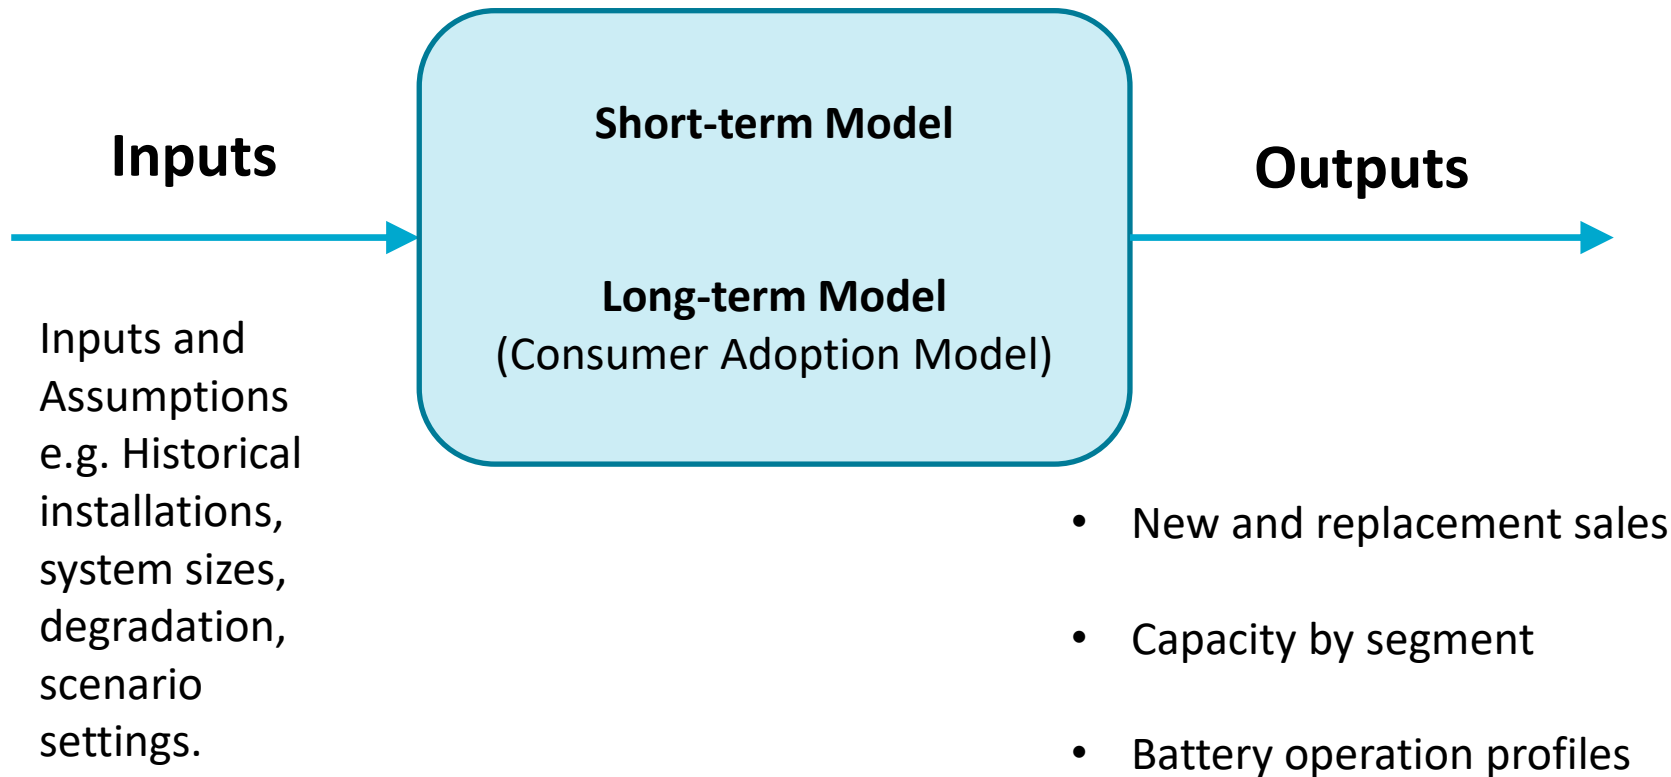 Inputs
Inputs and
Assumptions
e.g. Historical
installations,
system sizes,
degradation,
scenario
settings.
Short-term Model
Long-term Model
(Consumer Adoption Model)
Outputs
• New and replacement sales
• Capacity by segment
• Battery operation profiles